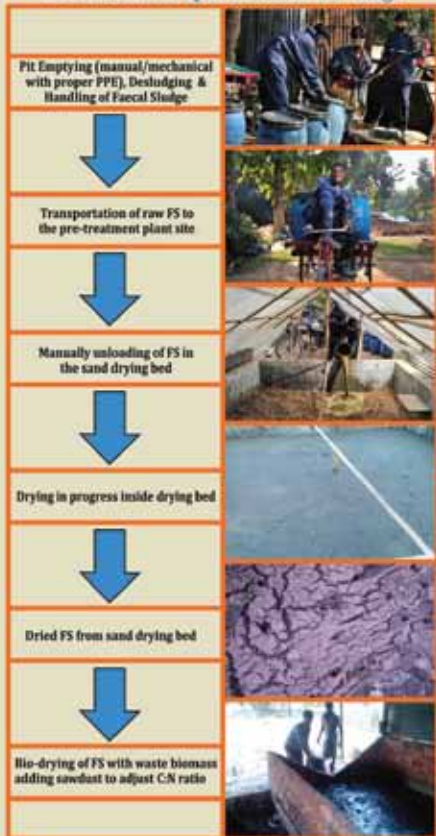 Pit Emptying (manual/mechanical
with proper PPE), Desludging &
Handling of Faecal Sludge
Transportation of raw FS to
the pre-treatment plant site
Manually unloading of FS in
the sand drying bed
Drying in progress inside drying bed
Dried FS from sand drying bed
Bio-drying of FS with waste biomass
adding sawdust to adjust C:N ratio